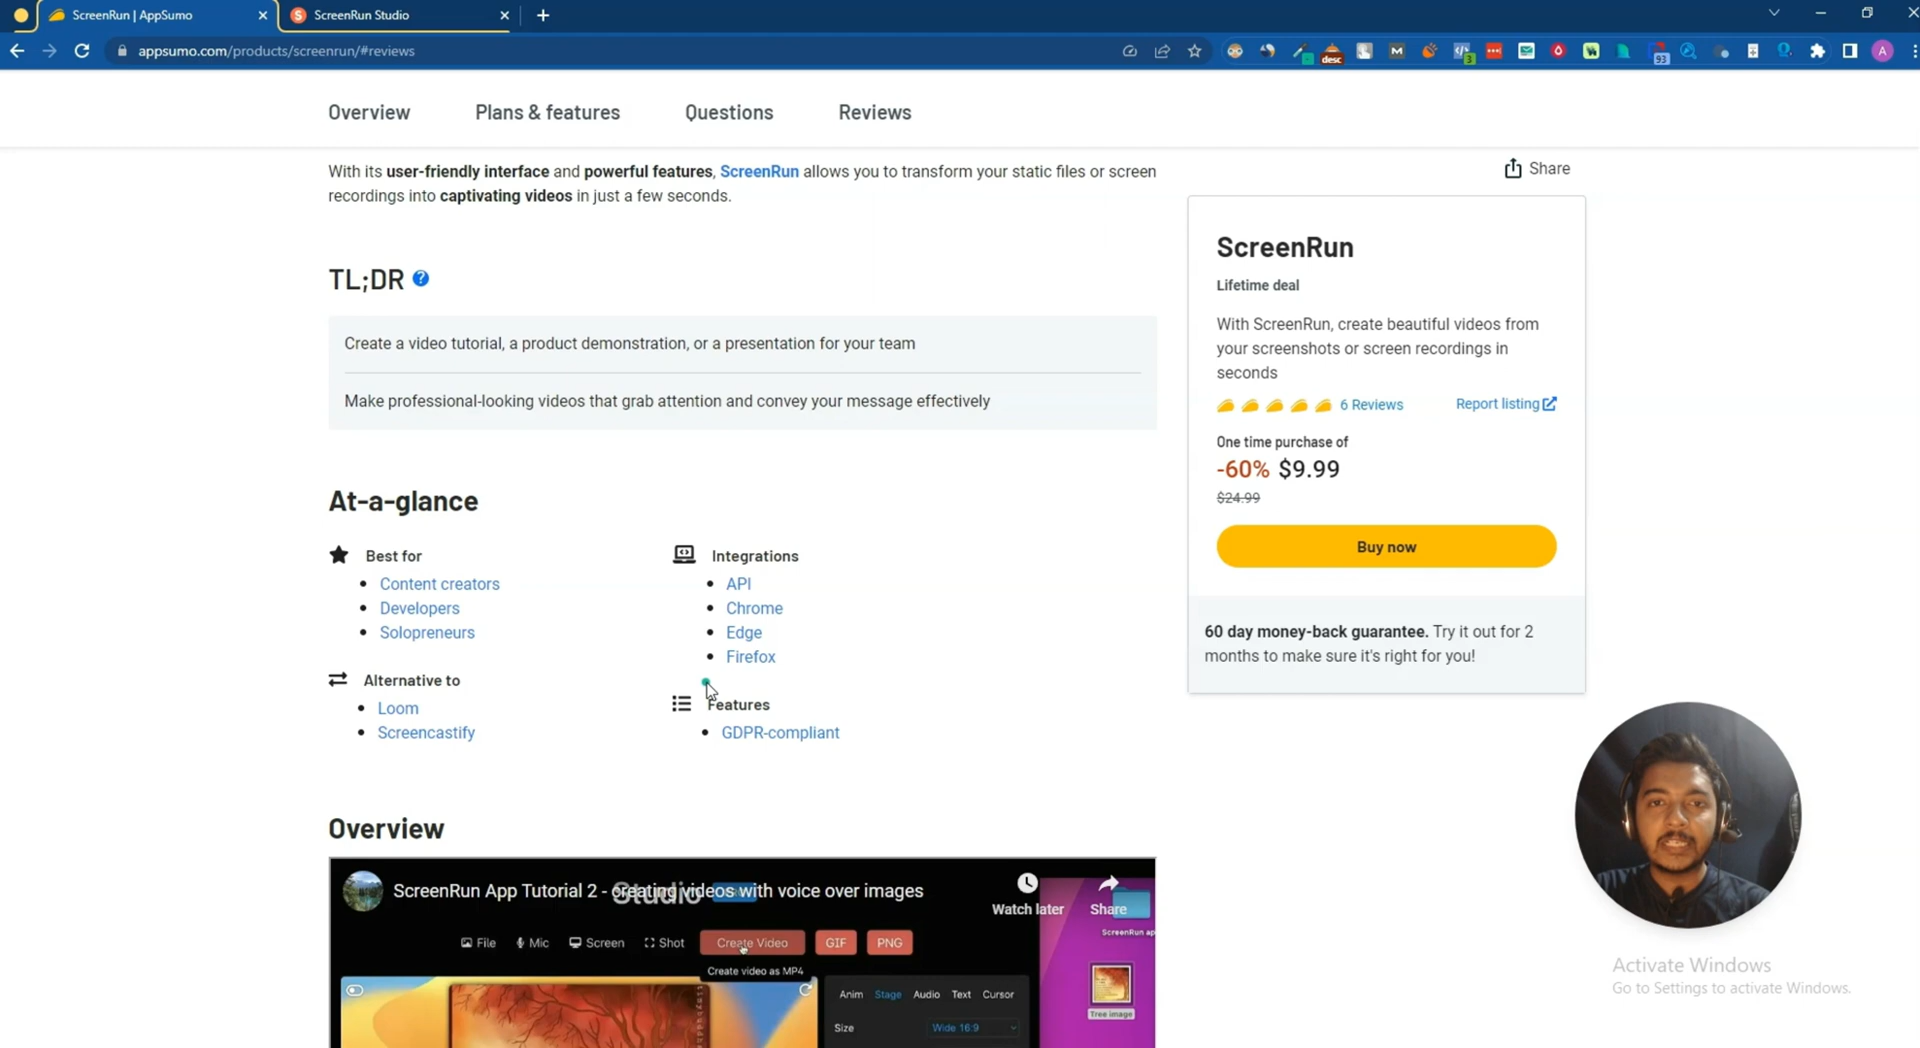 ScreenRun | AppSumo
ScreenRun Studio
appsumo.com/products/screenrun/#reviews
desc
M
3
93
A
Overview
Plans & features
Questions
Reviews
With its user-friendly interface and powerful features, ScreenRun allows you to transform your static files or screen
recordings into captivating videos in just a few seconds.
TL;DR ?
Create a video tutorial, a product demonstration, or a presentation for your team
Make professional-looking videos that grab attention and convey your message effectively
At-a-glance
Best for
Content creators
Developers
Solopreneurs
Alternative to
Loom
Screencastify
Integrations
API
Chrome
Edge
Firefox
Features
GDPR-compliant
Share
ScreenRun
Lifetime deal
With ScreenRun, create beautiful videos from
your screenshots or screen recordings in
seconds
6 Reviews
Report listing
One time purchase of
-60% $9.99
$24.99
Buy now
60 day money-back guarantee. Try it out for 2
months to make sure it's right for you!
Overview
ScreenRun App Tutorial 2 - creating videos with voice over images
Studio
Watch later
Share
ScreenRun ap
File
Mic
Screen
Shot
Create Video
GIF
PNG
Create video as MP4
Anim
Stage
Audio
Text
Cursor
Size
Wide 16:9
Tree image
Activate Windows
Go to Settings to activate Windows.